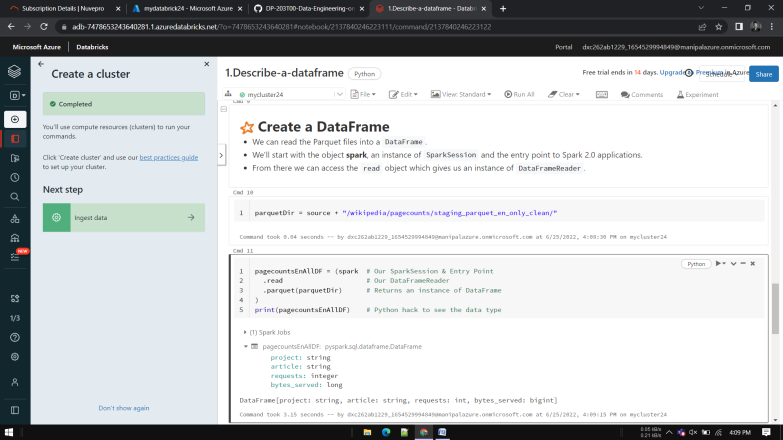 Subscription Details | Nuvepro
mydatabrick24 - Microsoft Azure
DP-203T00-Data-Engineering-on
1.Describe-a-dataframe - Databri
adb-7478653243640281.1.azuredatabricks.net/?o=7478653243640281#notebook/2137840246223111/command/2137840246223122
Microsoft Azure Databricks
Portal dxc262ab1229_1654529994849@manipalazure.onmicrosoft.com
Create a cluster
Completed
You'll use compute resources (clusters) to run your
commands.
Click 'Create cluster' and use our best practices guide
to set up your cluster.
Next step
Ingest data
Don't show again
D
NEW
1/3
1.Describe-a-dataframe Python
Free trial ends in 14 days. Upgrade Premium in Azure
Schedule
Share
mycluster24
File Edit View: Standard Run All Clear Comments Experiment
Cmd 9
Create a DataFrame
• We can read the Parquet files into a DataFrame.
• We'll start with the object spark, an instance of SparkSession and the entry point to Spark 2.0 applications.
• From there we can access the read object which gives us an instance of DataFrameReader.
Cmd 10
1 parquetDir = source + "/wikipedia/pagecounts/staging_parquet_en_only_clean/"
Command took 0.04 seconds -- by dxc262ab1229_1654529994849@manipalazure.onmicrosoft.com at 6/25/2022, 4:08:30 PM on mycluster24
Cmd 11
Python
1 pagecountsEnAllDF = (spark # Our SparkSession & Entry Point
2 .read # Our DataFrameReader
3 .parquet(parquetDir) # Returns an instance of DataFrame
4 )
5 print(pagecountsEnAllDF) # Python hack to see the data type
(1) Spark Jobs
pagecountsEnAllDF: pyspark.sql.dataframe.DataFrame
project: string
article: string
requests: integer
bytes_served: long
DataFrame[project: string, article: string, requests: int, bytes_served: bigint]
Command took 3.15 seconds -- by dxc262ab1229_1654529994849@manipalazure.onmicrosoft.com at 6/25/2022, 4:09:15 PM on mycluster24
0.05 kB/s
0.21 kB/s
4:09 PM